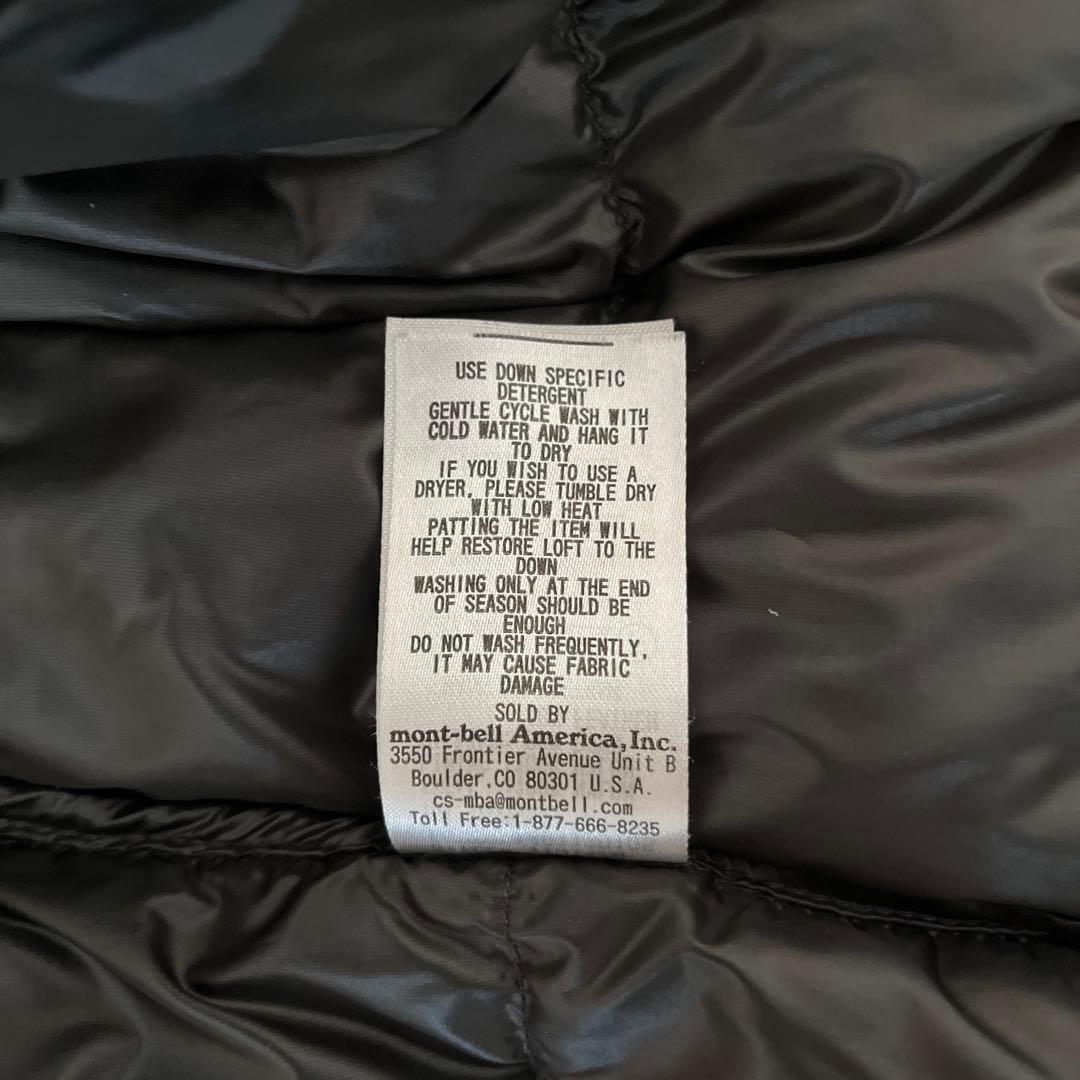 USE DOWN SPECIFIC
DETERGENT
GENTLE CYCLE WASH WITH
COLD WATER AND HANG IT
TO DRY
IF YOU WISH TO USE A
DRYER, PLEASE TUMBLE DRY
WITH LOW HEAT
PATTING THE ITEM WILL
HELP RESTORE LOFT TO THE
DOWN
WASHING ONLY AT THE END
OF SEASON SHOULD BE
ENOUGH
DO NOT WASH FREQUENTLY,
IT MAY CAUSE FABRIC
DAMAGE
SOLD BY
mont-bell America, Inc.
3550 Frontier Avenue Unit B
Boulder, CO 80301 U.S.A.
cs-mba@montbell.com
Toll Free:1-877-666-8235